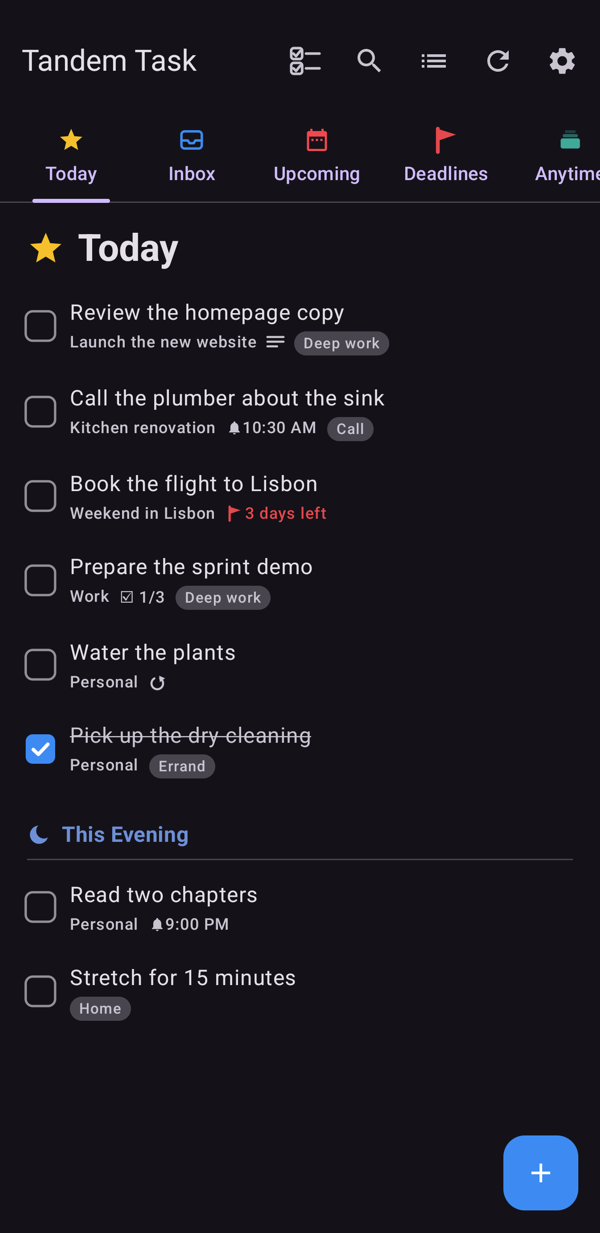 Tandem Task
Today
Inbox
Upcoming
Deadlines
Anytime
Today
Review the homepage copy
Launch the new website Deep work
Call the plumber about the sink
Kitchen renovation 10:30 AM Call
Book the flight to Lisbon
Weekend in Lisbon 3 days left
Prepare the sprint demo
Work ☑ 1/3 Deep work
Water the plants
Personal
Pick up the dry cleaning
Personal Errand
This Evening
Read two chapters
Personal 9:00 PM
Stretch for 15 minutes
Home